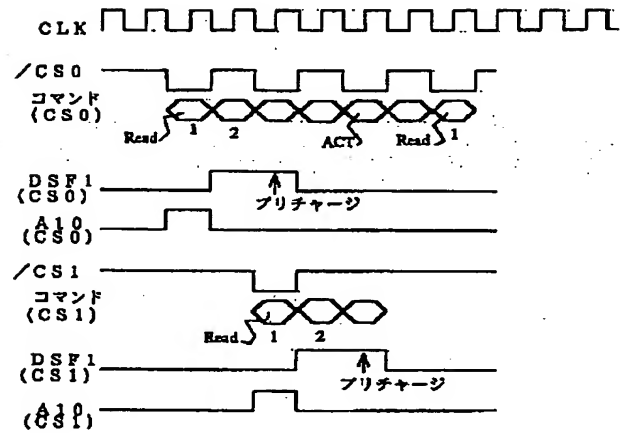 CLK
/CS0
コマンド
(CS0)
1 2 1
Read ACT Read
DSF1
(CS0)
プリチャージ
A10
(CS0)
/CS1
コマンド
(CS1)
Read 1 2
DSF1
(CS1)
プリチャージ
A10
(CS1)